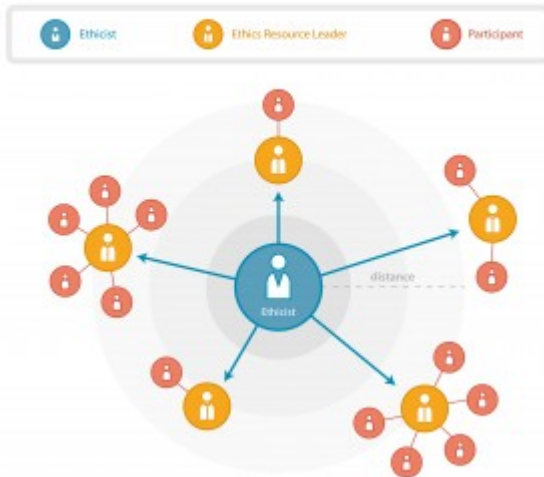 Ethicist
Ethics Resource Leader
Participant
distance
Ethicist